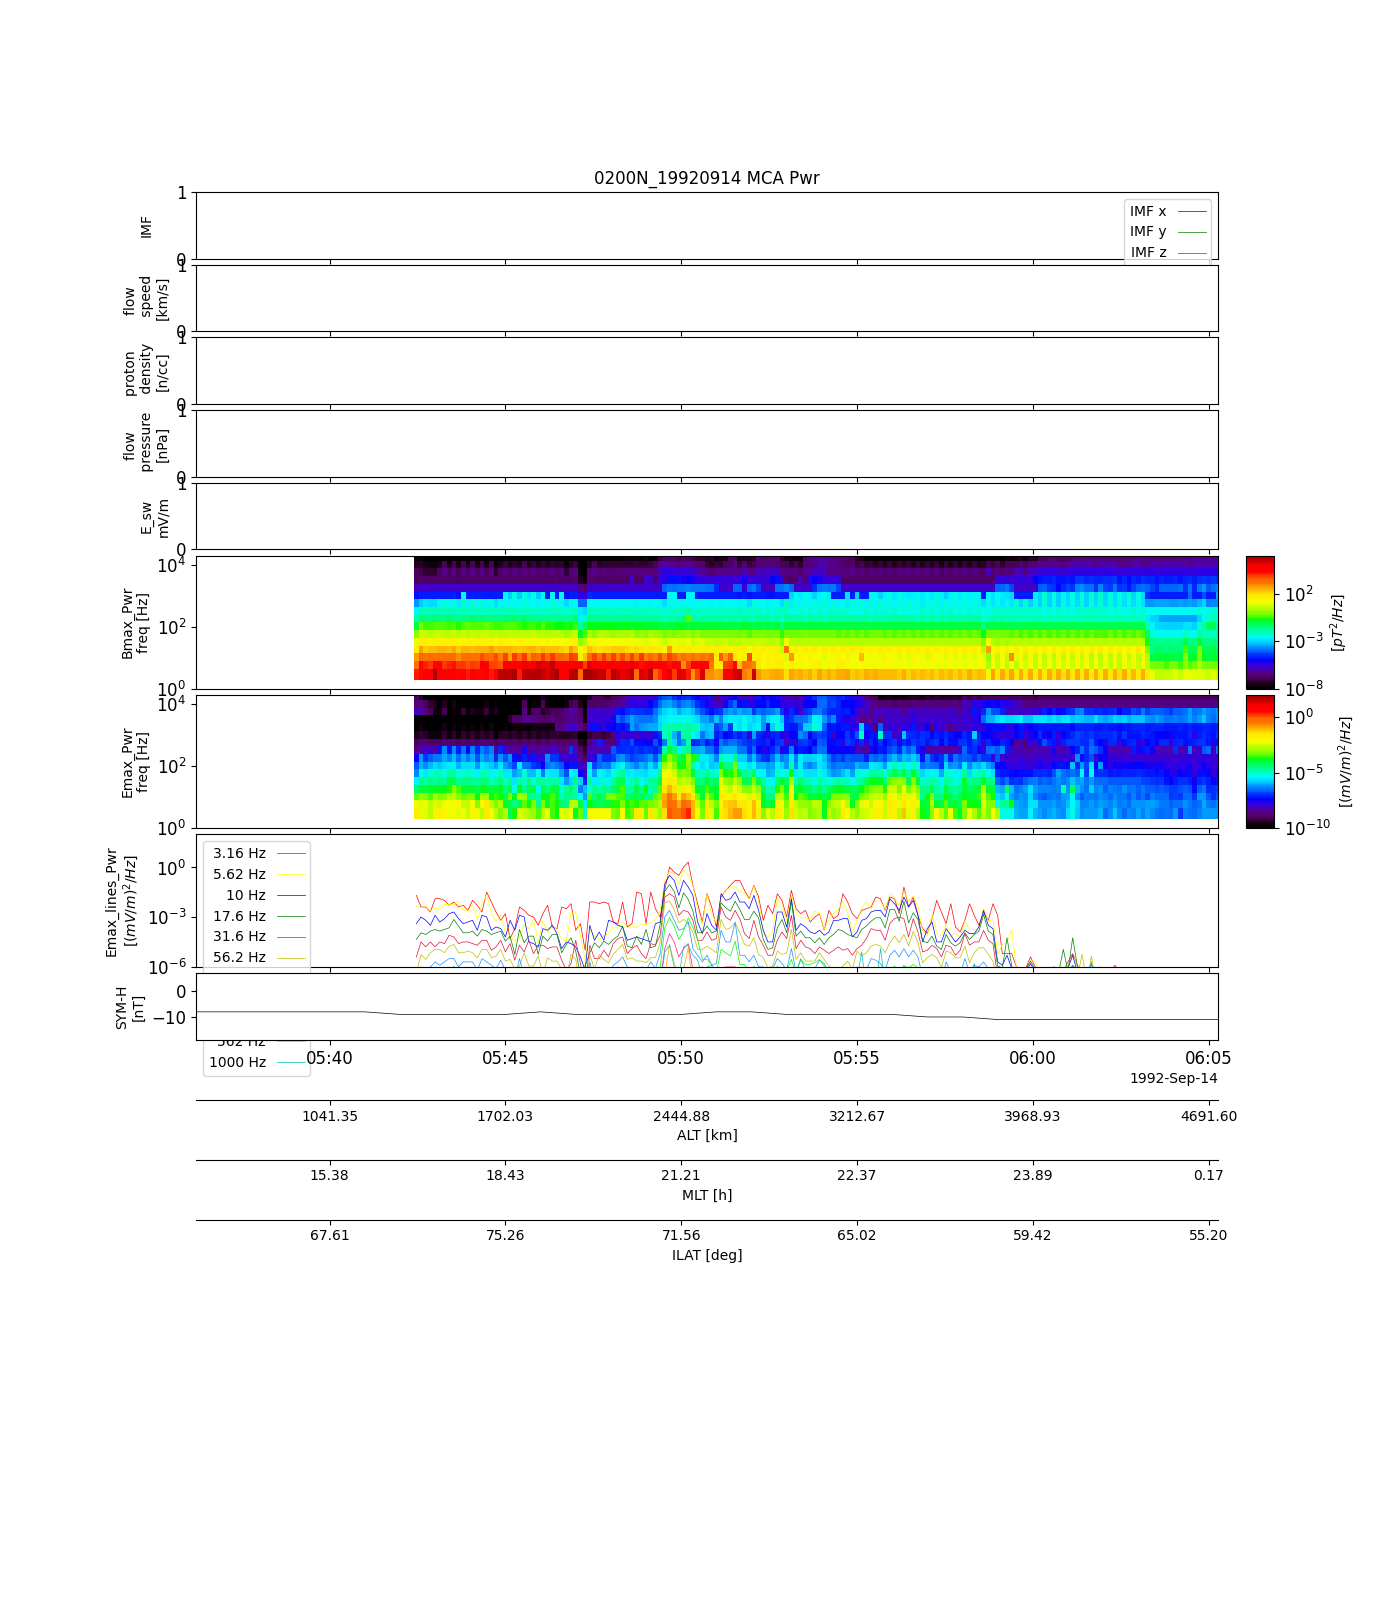 0200N_19920914 MCA Pwr
1
IMF
0
IMF x
IMF y
IMF z
1
flow
speed
[km/s]
0
1
proton
density
[n/cc]
0
1
flow
pressure
[nPa]
0
1
E_sw
mV/m
0
10^4
Bmax_Pwr
freq [Hz]
10^2
10^0
10^2
10^-3
10^-8
[pT^2/Hz]
10^4
Emax_Pwr
freq [Hz]
10^2
10^0
10^0
10^-5
10^-10
[(mV/m)^2/Hz]
Emax_lines_Pwr
[(mV/m)^2/Hz]
10^0
10^-3
10^-6
3.16 Hz
5.62 Hz
10 Hz
17.6 Hz
31.6 Hz
56.2 Hz
SYM-H
[nT]
0
−10
562 Hz
1000 Hz
05:40 05:45 05:50 05:55 06:00 06:05
1992-Sep-14
1041.35 1702.03 2444.88 3212.67 3968.93 4691.60
ALT [km]
15.38 18.43 21.21 22.37 23.89 0.17
MLT [h]
67.61 75.26 71.56 65.02 59.42 55.20
ILAT [deg]